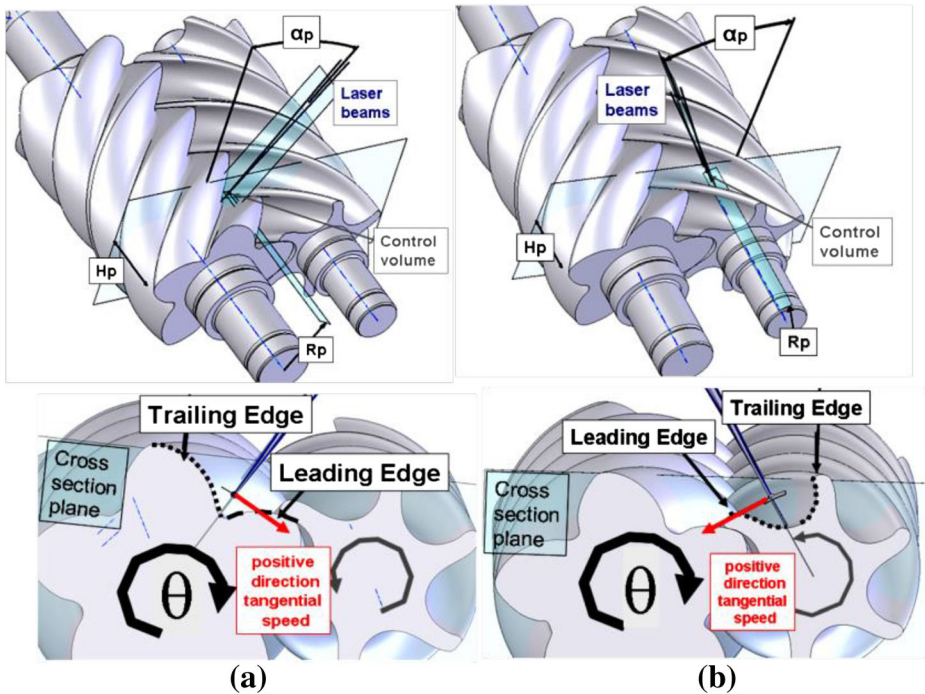 αp
Laser
beams
Control
volume
Hp
Rp
αp
Laser
beams
Control
volume
Hp
Rp
Trailing Edge
Leading Edge
Cross
section
plane
θ
positive
direction
tangential
speed
Trailing Edge
Leading Edge
Cross
section
plane
θ
positive
direction
tangential
speed
(a)
(b)